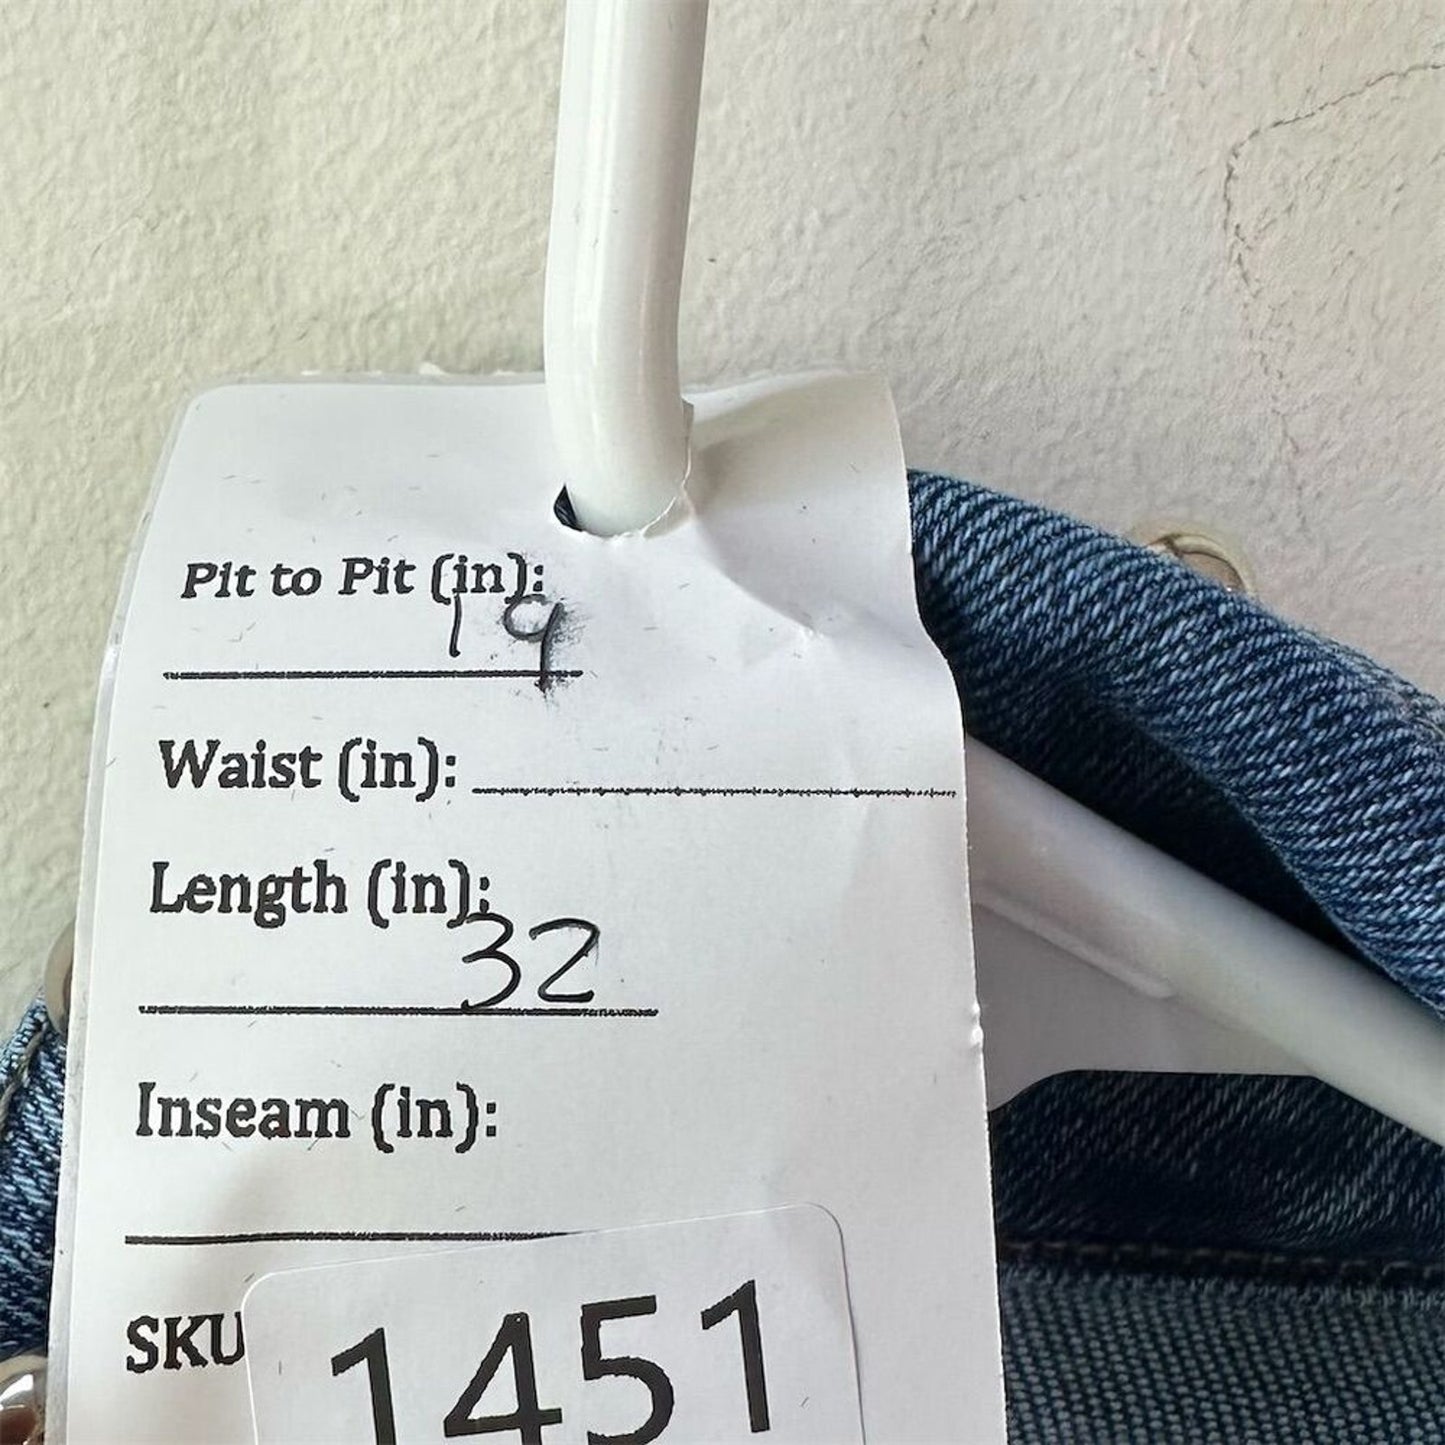 Pit to Pit (in):
19
Waist (in):
Length (in):
32
Inseam (in):
SKU
1451